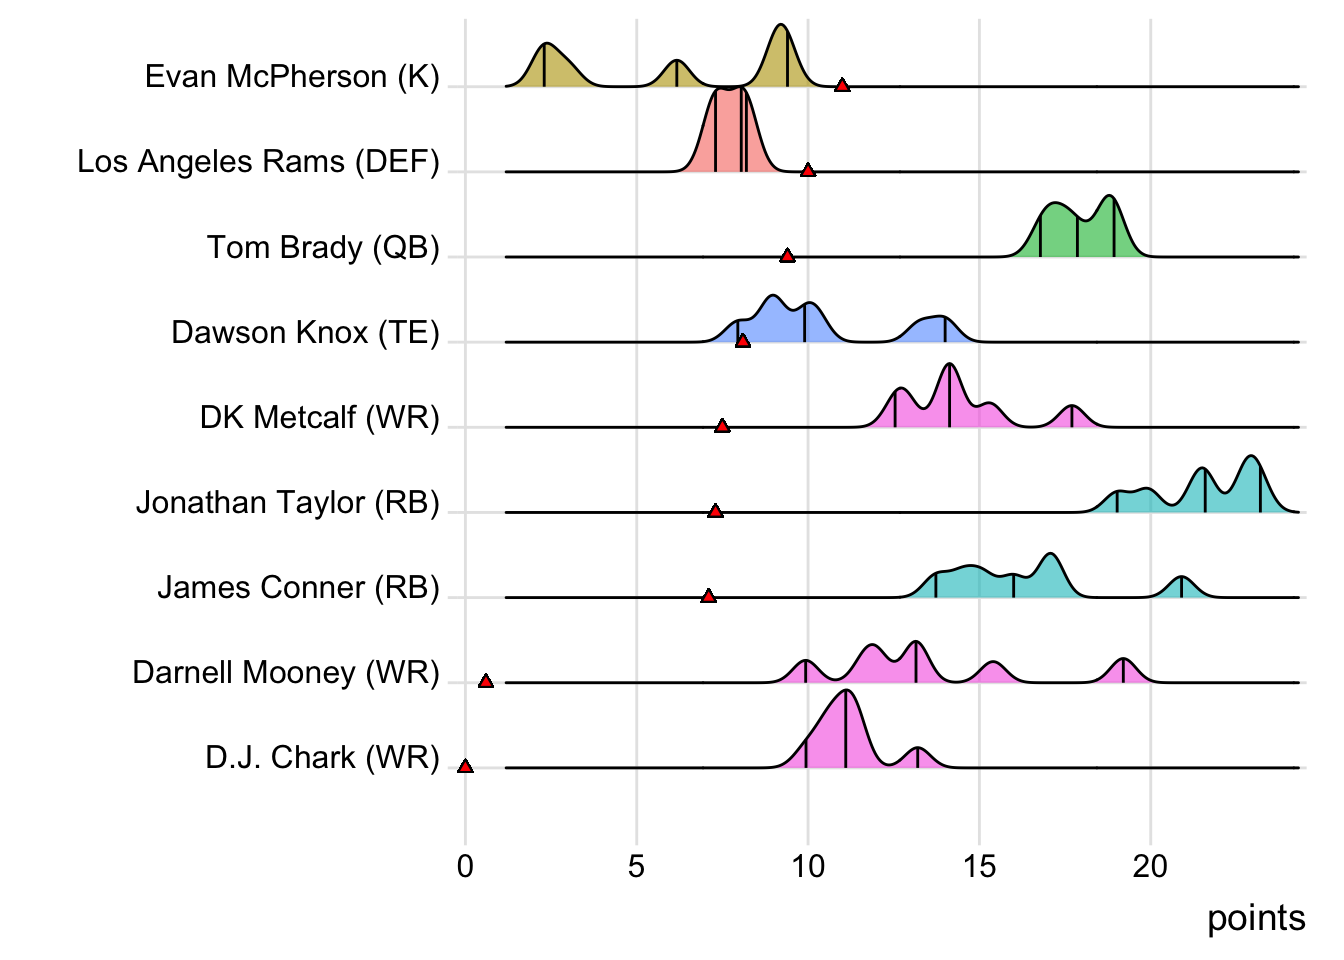 Evan McPherson (K)
Los Angeles Rams (DEF)
Tom Brady (QB)
Dawson Knox (TE)
DK Metcalf (WR)
Jonathan Taylor (RB)
James Conner (RB)
Darnell Mooney (WR)
D.J. Chark (WR)
0 5 10 15 20
points